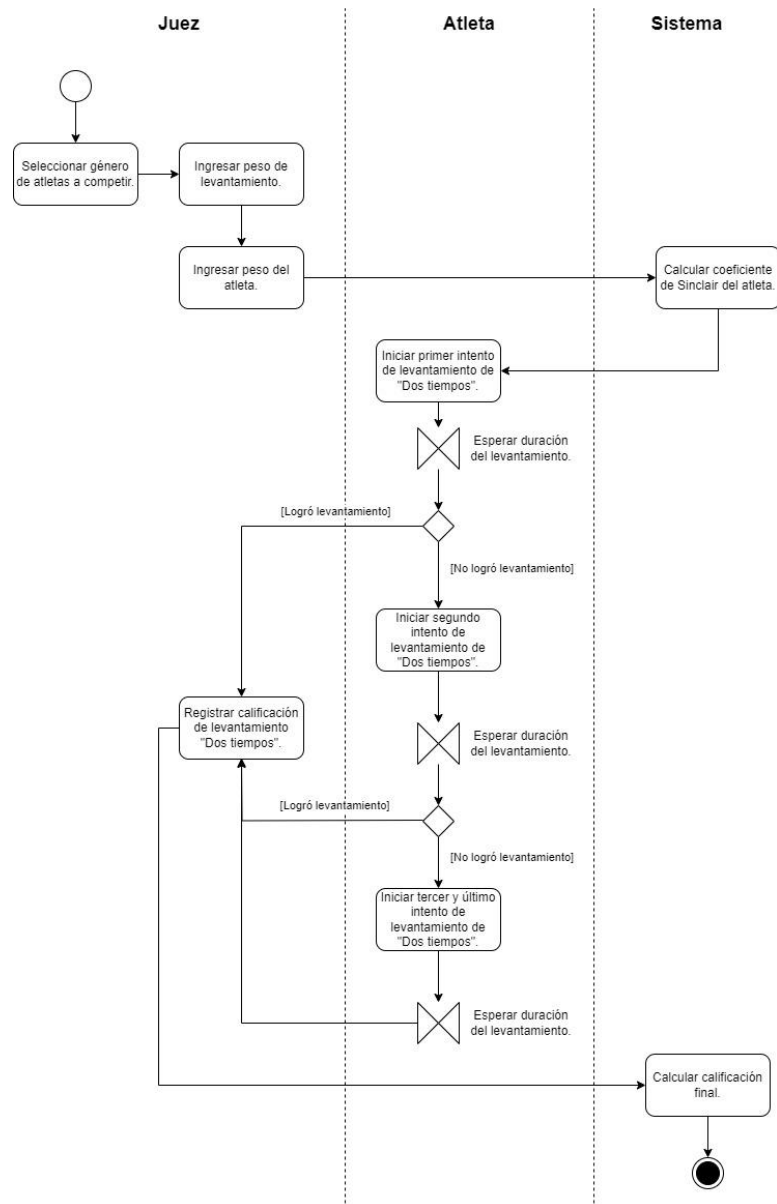 Juez
Atleta
Sistema
Seleccionar género
de atletas a competir.
Ingresar peso de
levantamiento.
Ingresar peso del
atleta.
Calcular coeficiente
de Sinclair del atleta.
Iniciar primer intento
de levantamiento de
"Dos tiempos".
Esperar duración
del levantamiento.
[Logró levantamiento]
[No logró levantamiento]
Iniciar segundo
intento de
levantamiento de
"Dos tiempos".
Registrar calificación
de levantamiento
"Dos tiempos".
Esperar duración
del levantamiento.
[Logró levantamiento]
[No logró levantamiento]
Iniciar tercer y último
intento de
levantamiento de
"Dos tiempos".
Esperar duración
del levantamiento.
Calcular calificación
final.